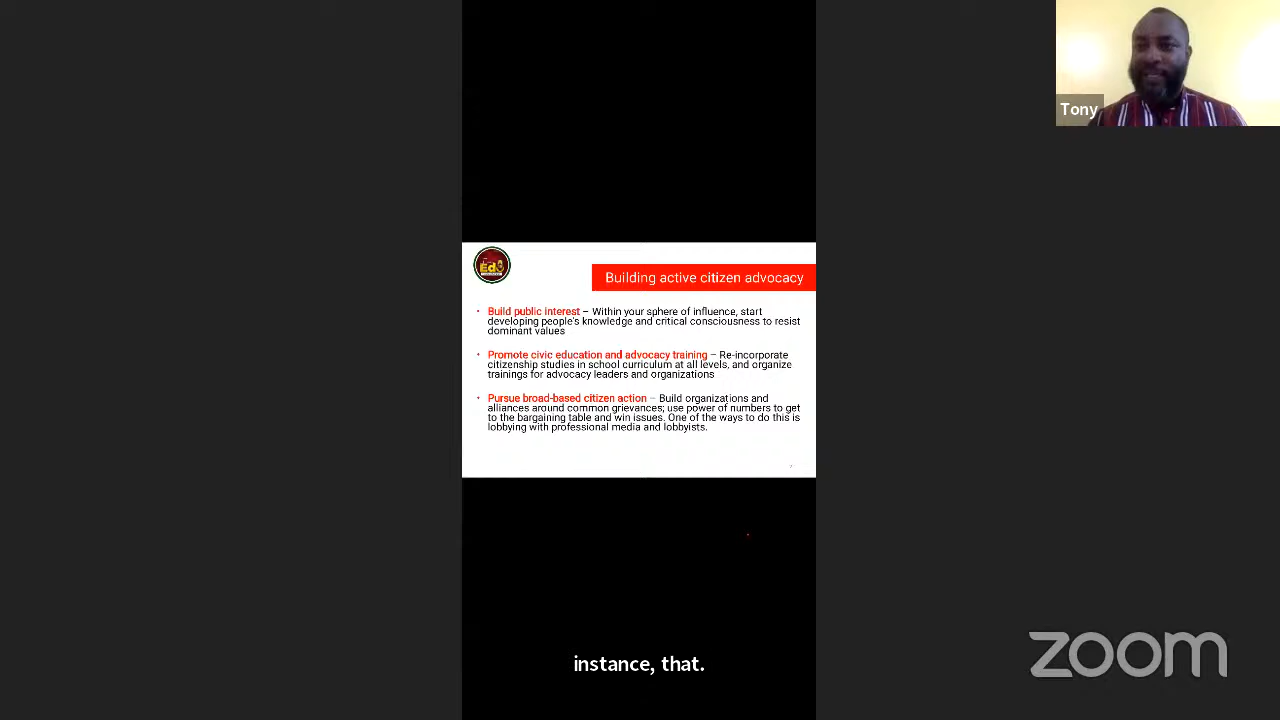 Tony
Edo
Building active citizen advocacy
• Build public interest – Within your sphere of influence, start
developing people's knowledge and critical consciousness to resist
dominant values
• Promote civic education and advocacy training – Re-incorporate
citizenship studies in school curriculum at all levels, and organize
trainings for advocacy leaders and organizations
• Pursue broad-based citizen action – Build organizations and
alliances around common grievances; use power of numbers to get
to the bargaining table and win issues. One of the ways to do this is
lobbying with professional media and lobbyists.
7
instance, that.
zoom